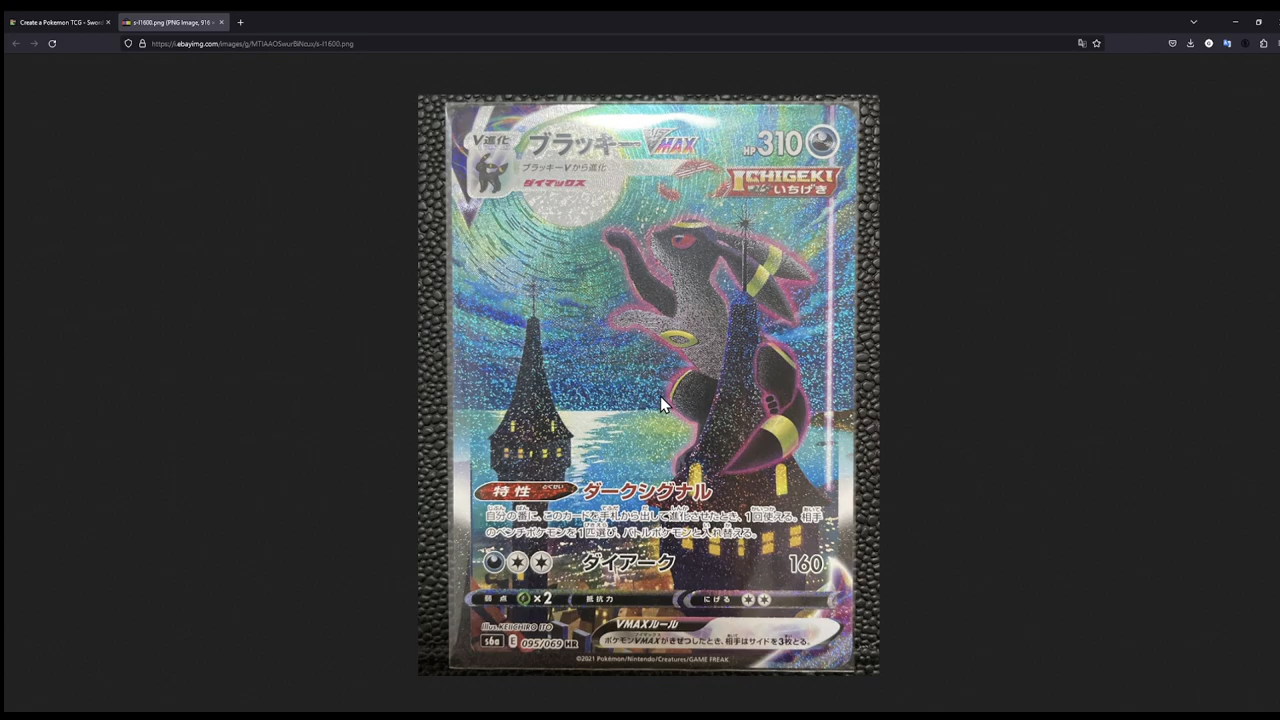 Create a Pokemon TCG - Sword
s-l1600.png (PNG Image, 916 ×
V進化
ブラッキー VMAX
HP 310
ブラッキーVから進化
ダイマックス
ICHIGEKI
いちげき
特性 ダークシグナル
自分の番に、このカードを手札から出して進化させたとき、1回使える。相手
のベンチポケモンを1匹選び、バトルポケモンと入れ替える。
ダイアーク 160
弱点 ×2 抵抗力 にげる
illus. KEIICHIRO ITO
VMAXルール
ポケモンVMAXがきぜつしたとき、相手はサイドを3枚とる。
s6a E 095/069 HR
©2021 Pokémon/Nintendo/Creatures/GAME FREAK